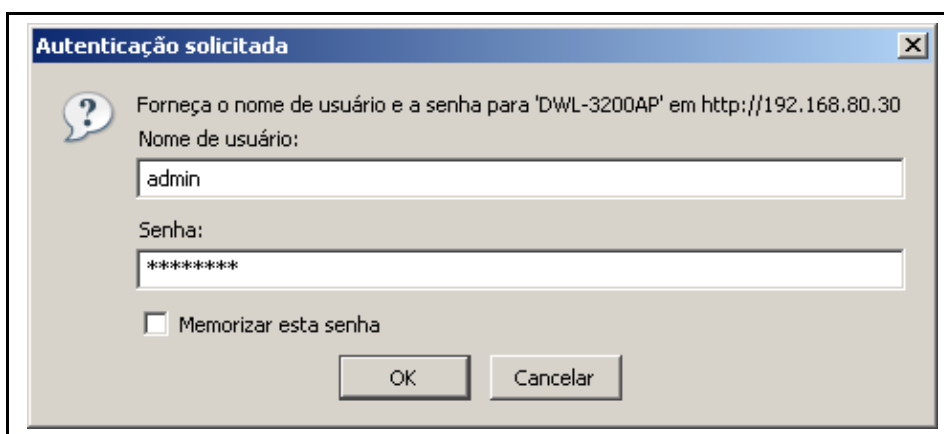 Autenticação solicitada
Forneça o nome de usuário e a senha para 'DWL-3200AP' em http://192.168.80.30
Nome de usuário:
admin
Senha:
********
Memorizar esta senha
OK
Cancelar